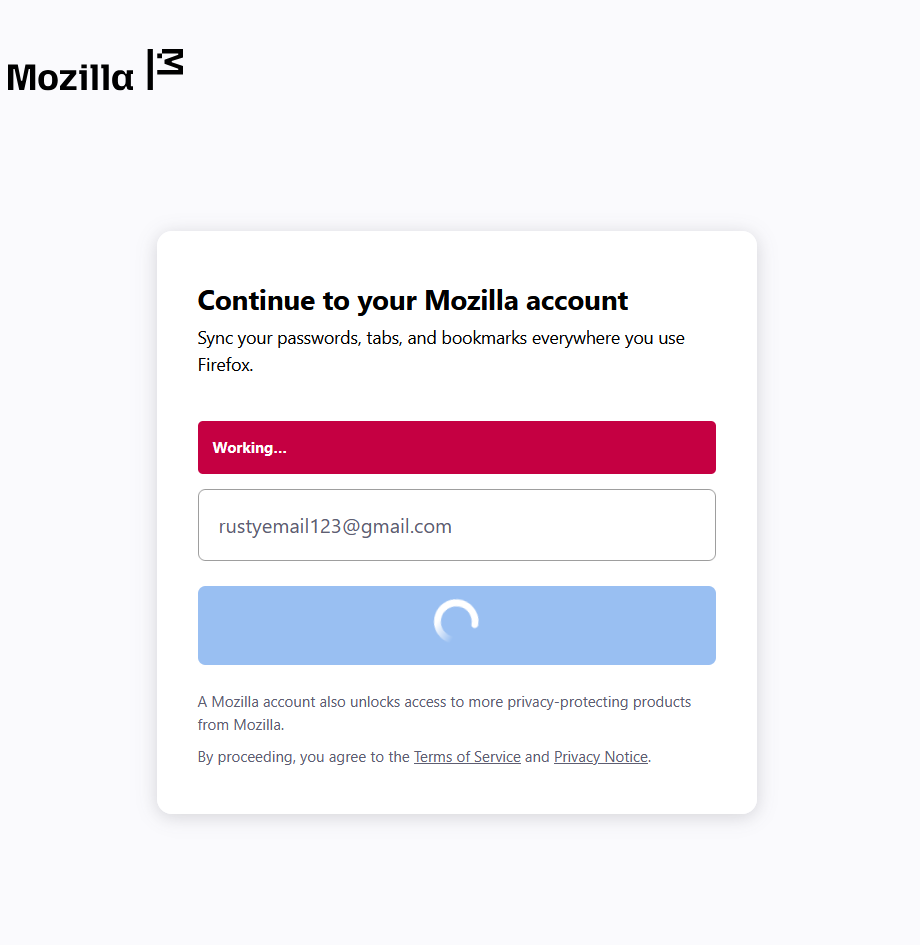 Mozilla
Continue to your Mozilla account
Sync your passwords, tabs, and bookmarks everywhere you use
Firefox.
Working…
rustyemail123@gmail.com
A Mozilla account also unlocks access to more privacy-protecting products
from Mozilla.
By proceeding, you agree to the Terms of Service and Privacy Notice.